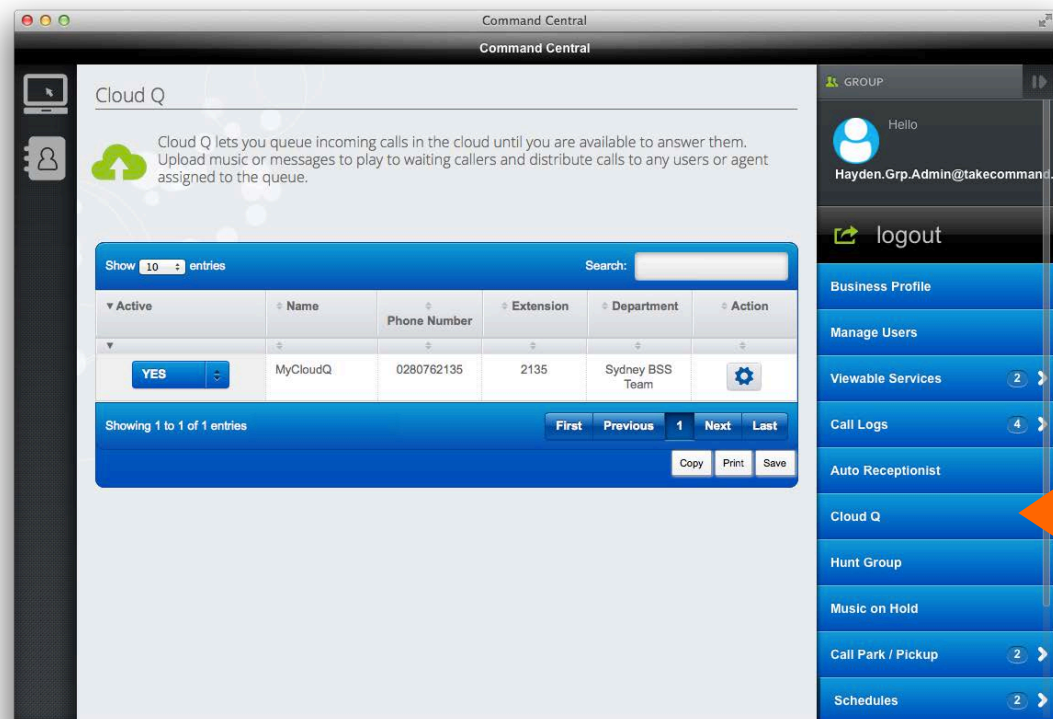 Command Central
Command Central
Cloud Q
Cloud Q lets you queue incoming calls in the cloud until you are available to answer them.
Upload music or messages to play to waiting callers and distribute calls to any users or agent
assigned to the queue.
Show 10 entries
Search:
Active Name Phone Number Extension Department Action
YES MyCloudQ 0280762135 2135 Sydney BSS
Team
Showing 1 to 1 of 1 entries
First Previous 1 Next Last
Copy Print Save
GROUP
Hello
Hayden.Grp.Admin@takecommand.
logout
Business Profile
Manage Users
Viewable Services 2
Call Logs 4
Auto Receptionist
Cloud Q
Hunt Group
Music on Hold
Call Park / Pickup 2
Schedules 2